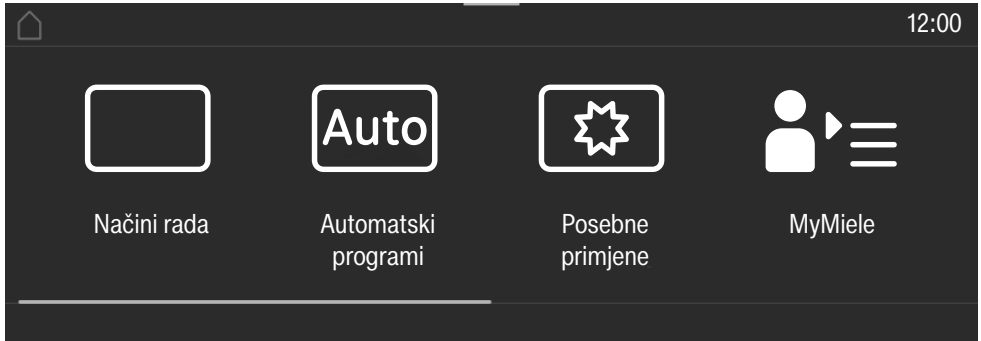 12:00
Auto
Načini rada
Automatski
programi
Posebne
primjene
MyMiele